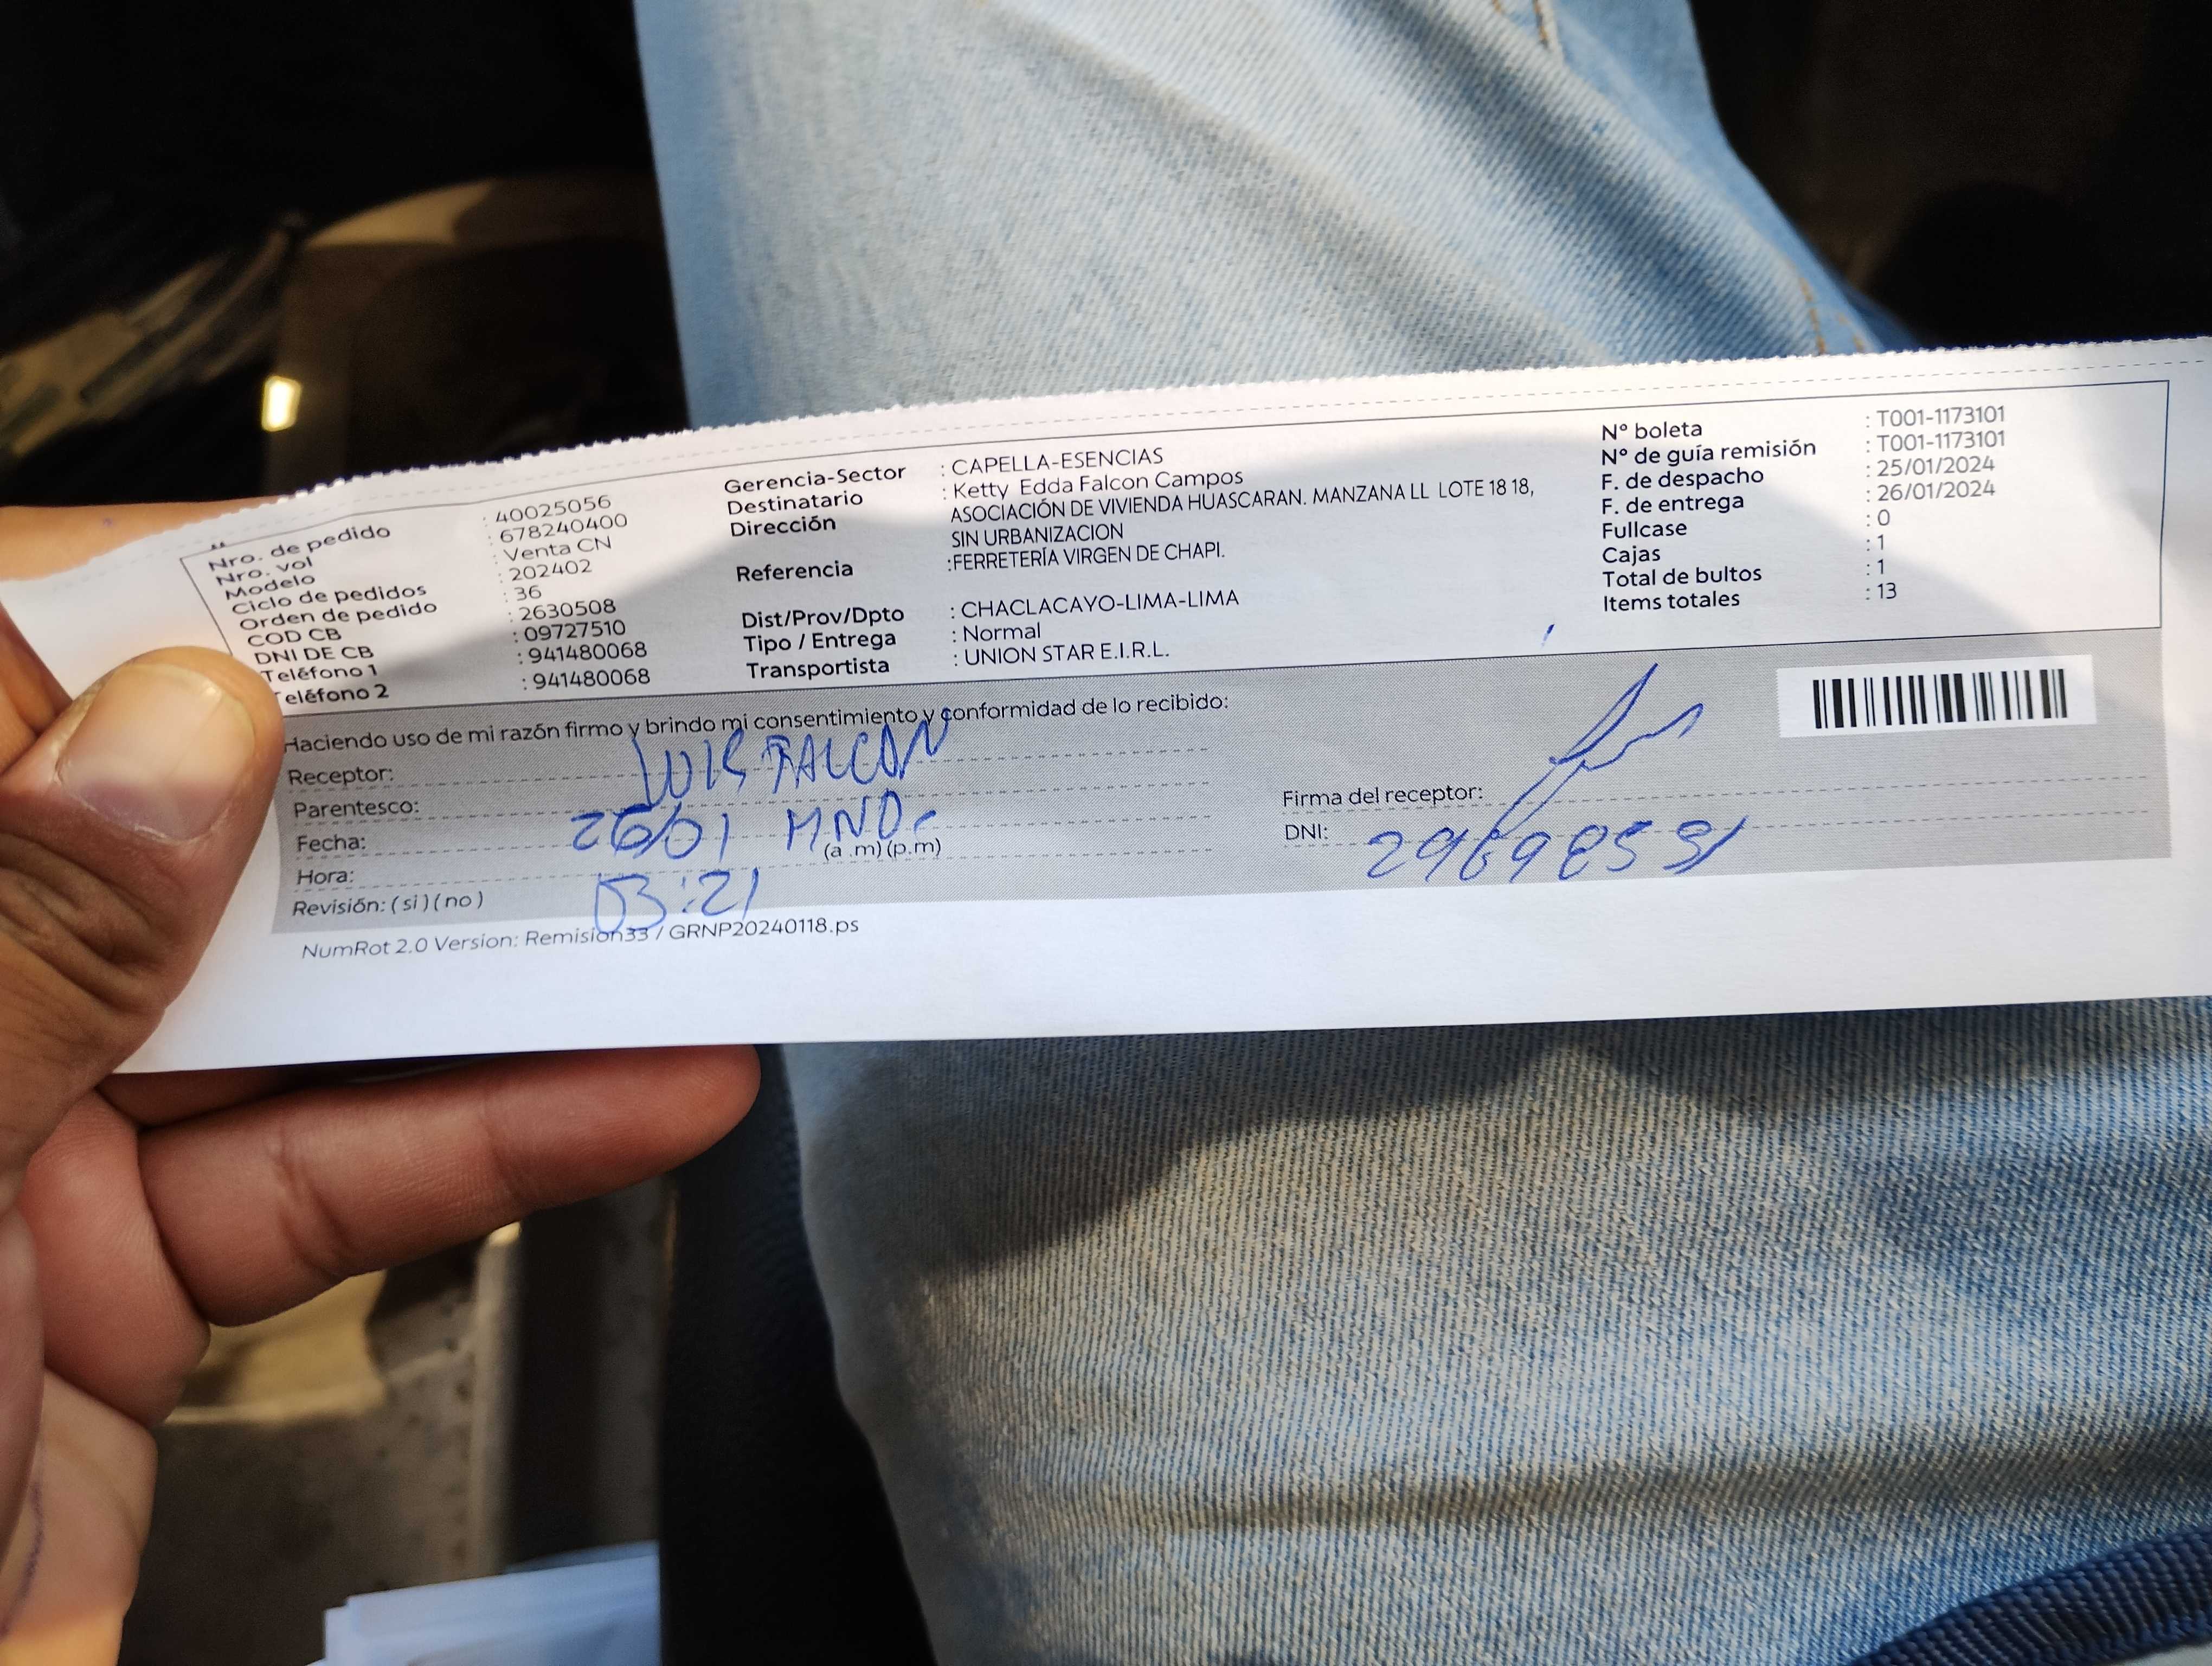 Nro. de pedido : 40025056
Nro. vol : 678240400
Modelo : Venta CN
Ciclo de pedidos : 202402
Orden de pedido : 36
COD CB : 2630508
DNI DE CB : 09727510
Teléfono 1 : 941480068
eléfono 2 : 941480068
Gerencia-Sector : CAPELLA-ESENCIAS
Destinatario : Ketty Edda Falcon Campos
Dirección ASOCIACIÓN DE VIVIENDA HUASCARAN. MANZANA LL LOTE 18 18,
SIN URBANIZACION
Referencia :FERRETERÍA VIRGEN DE CHAPI.
Dist/Prov/Dpto : CHACLACAYO-LIMA-LIMA
Tipo / Entrega : Normal
Transportista : UNION STAR E.I.R.L.
N° boleta : T001-1173101
N° de guía remisión : T001-1173101
F. de despacho : 25/01/2024
F. de entrega : 26/01/2024
Fullcase : 0
Cajas : 1
Total de bultos : 1
Items totales : 13
Haciendo uso de mi razón firmo y brindo mi consentimiento y conformidad de lo recibido:
Receptor: LUIS FALCON
Parentesco:
Fecha: 26/01
Hora: (a .m) (p.m)
03:21
Revisión: ( si ) ( no )
Firma del receptor:
DNI:
NumRot 2.0 Version: Remision33 / GRNP20240118.ps